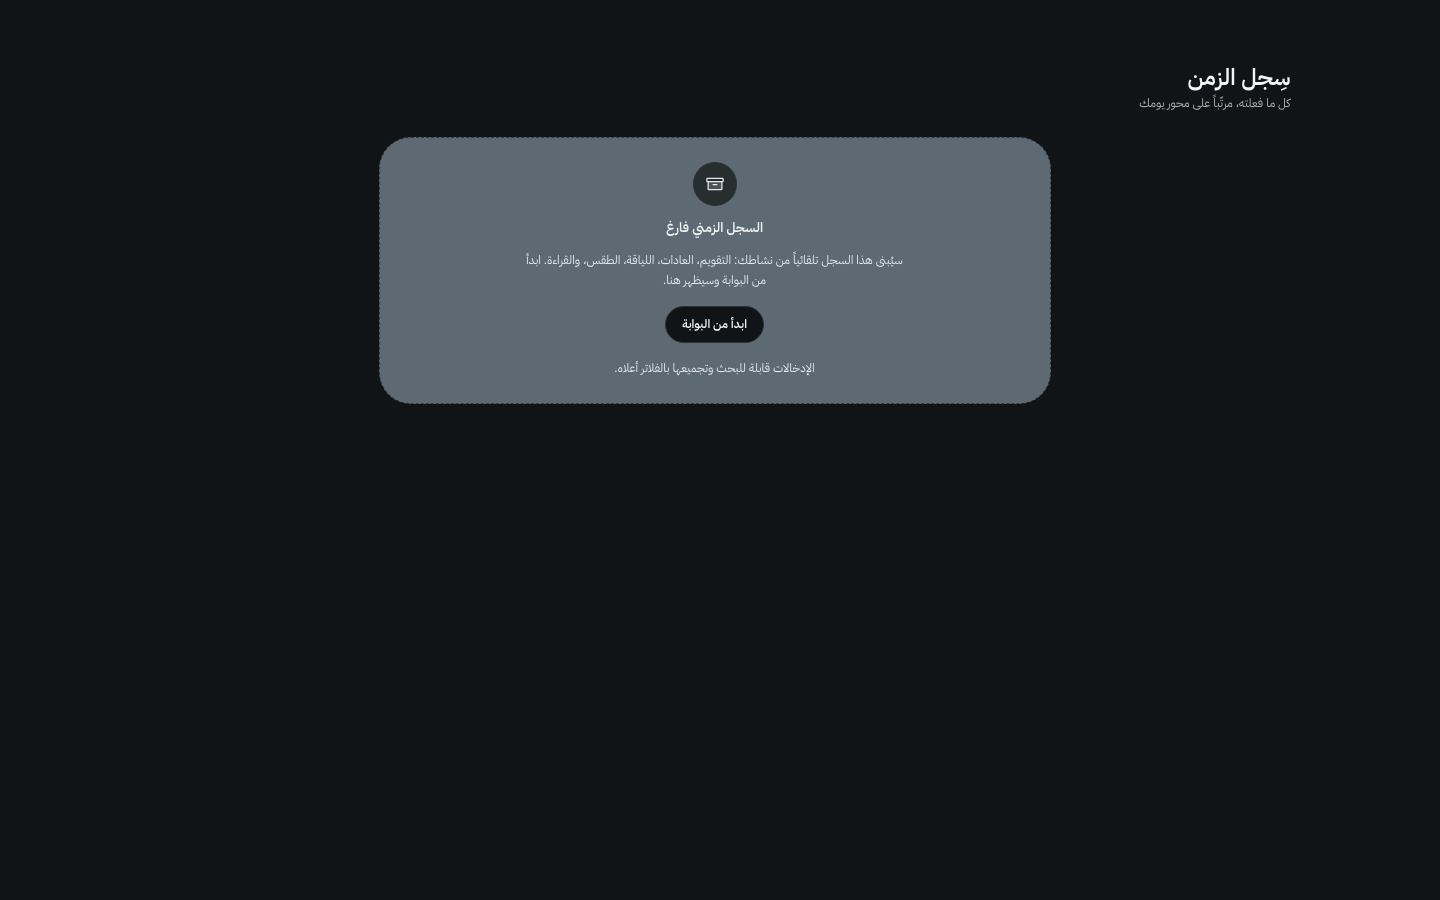 سِجل الزمن
كل ما فعلته، مرتّباً على محور يومك
السجل الزمني فارغ
سيُبنى هذا السجل تلقائياً من نشاطك: التقويم، العادات، اللياقة، الطقس، والقراءة. ابدأ
من البوابة وسيظهر هنا.
ابدأ من البوابة
الإدخالات قابلة للبحث وتجميعها بالفلاتر أعلاه.